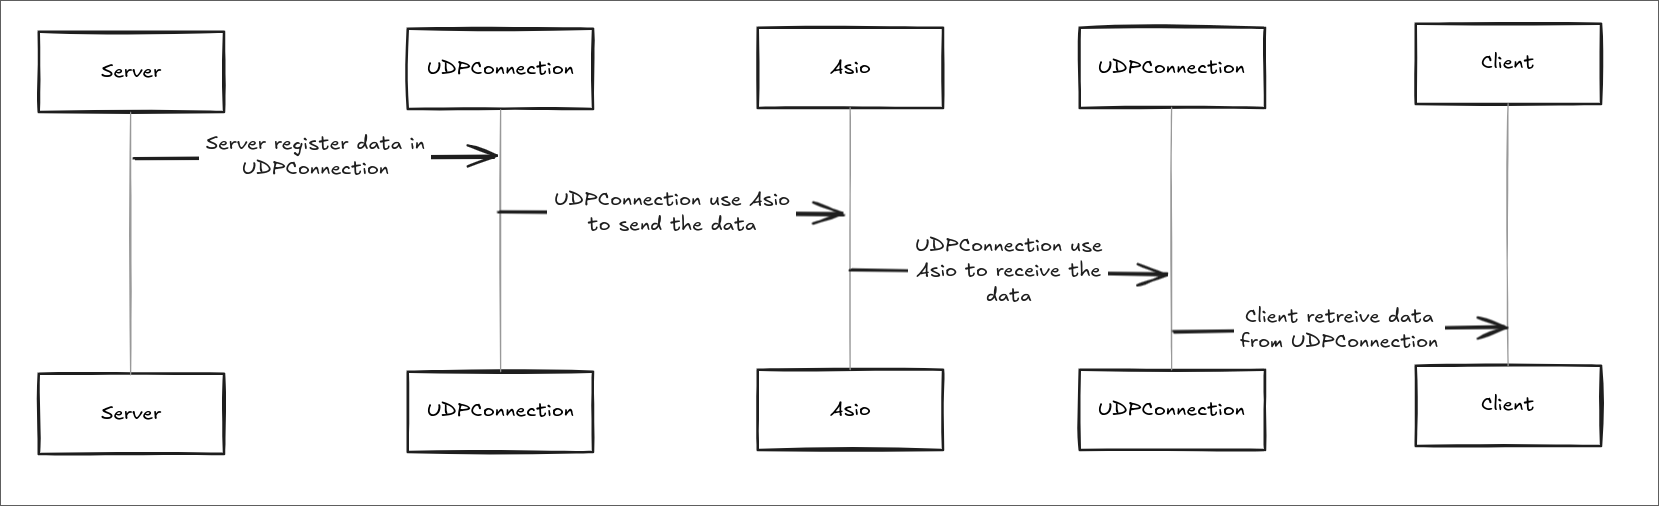 Server
UDPConnection
Asio
UDPConnection
Client
Server register data in
UDPConnection
UDPConnection use Asio
to send the data
UDPConnection use
Asio to receive the
data
Client retreive data
from UDPConnection
Server
UDPConnection
Asio
UDPConnection
Client